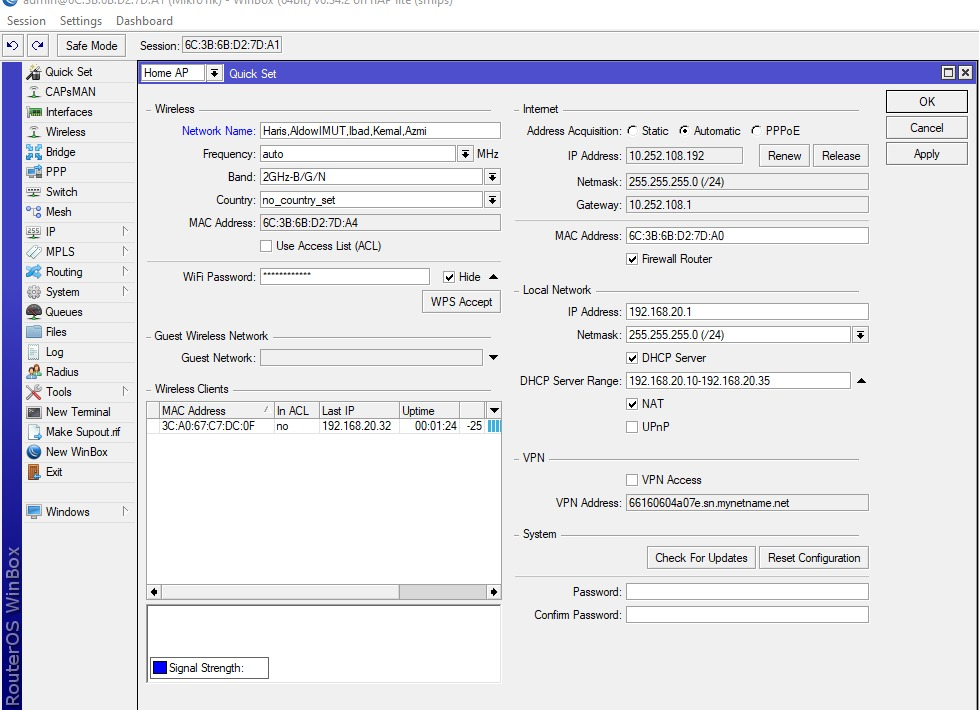 admin@6C:3B:6B:D2:7D:A1 (MikroTik) - WinBox (64bit) v6.34.2 on hAP lite (smips)
Session Settings Dashboard
Safe Mode Session: 6C:3B:6B:D2:7D:A1
Quick Set
CAPsMAN
Interfaces
Wireless
Bridge
PPP
Switch
Mesh
IP
MPLS
Routing
System
Queues
Files
Log
Radius
Tools
New Terminal
Make Supout.rif
New WinBox
Exit
Windows
RouterOS WinBox
Home AP Quick Set
Wireless
Network Name: Haris,AldowIMUT,Ibad,Kemal,Azmi
Frequency: auto MHz
Band: 2GHz-B/G/N
Country: no_country_set
MAC Address: 6C:3B:6B:D2:7D:A4
Use Access List (ACL)
WiFi Password: ************ Hide
WPS Accept
Guest Wireless Network
Guest Network:
Wireless Clients
MAC Address In ACL Last IP Uptime
3C:A0:67:C7:DC:0F no 192.168.20.32 00:01:24 -25
Signal Strength:
Internet
Address Acquisition: Static Automatic PPPoE
IP Address: 10.252.108.192 Renew Release
Netmask: 255.255.255.0 (/24)
Gateway: 10.252.108.1
MAC Address: 6C:3B:6B:D2:7D:A0
Firewall Router
Local Network
IP Address: 192.168.20.1
Netmask: 255.255.255.0 (/24)
DHCP Server
DHCP Server Range: 192.168.20.10-192.168.20.35
NAT
UPnP
VPN
VPN Access
VPN Address: 66160604a07e.sn.mynetname.net
System
Check For Updates Reset Configuration
Password:
Confirm Password:
OK
Cancel
Apply